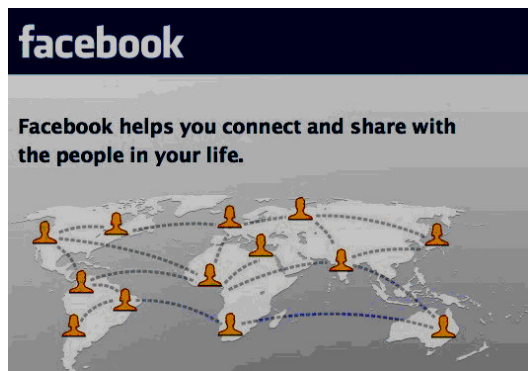 facebook
Facebook helps you connect and share with
the people in your life.